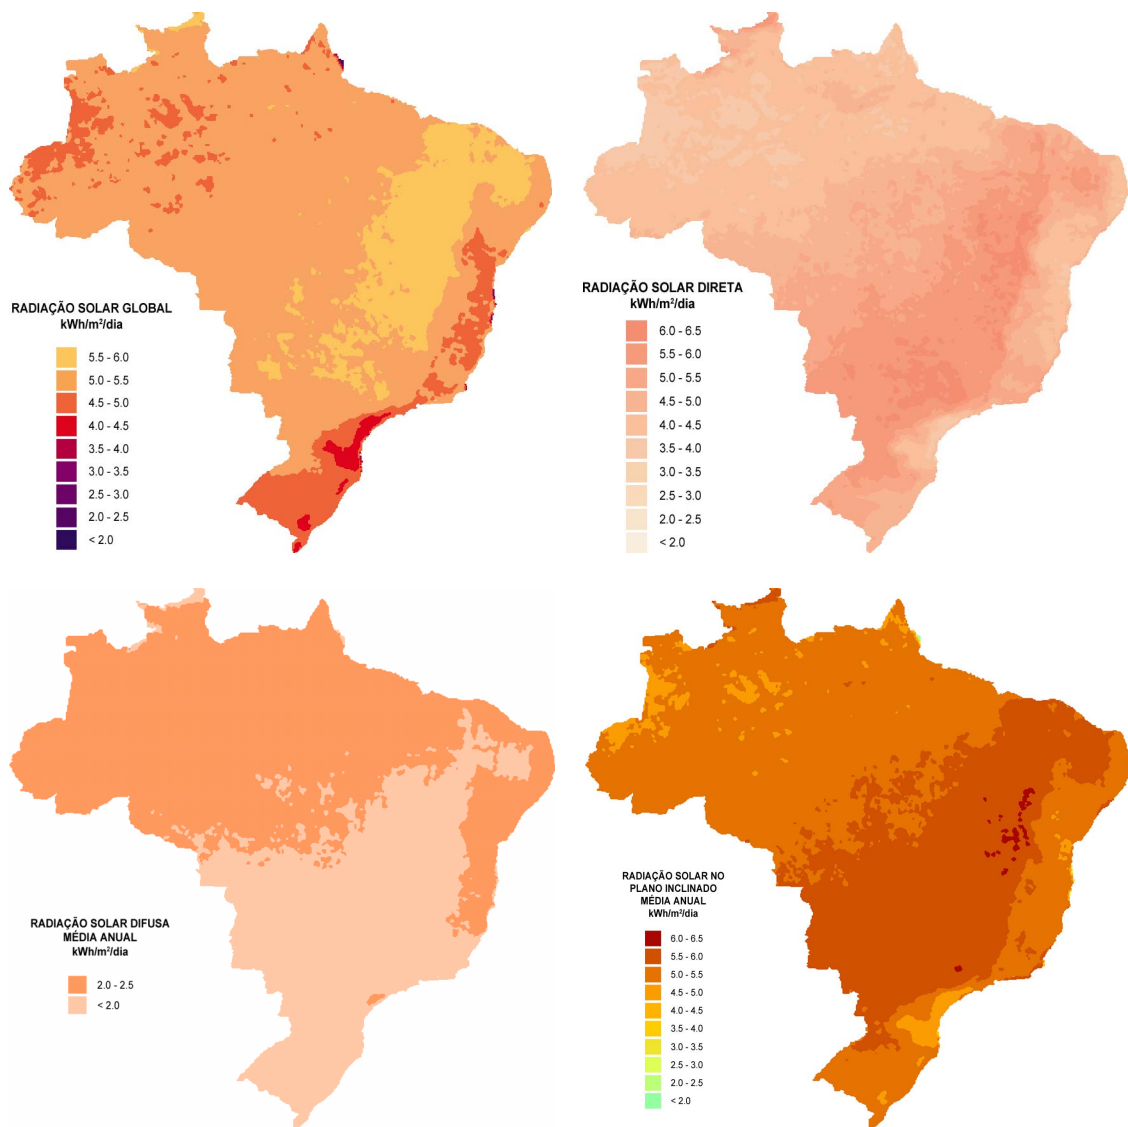 RADIAÇÃO SOLAR GLOBAL
kWh/m²/dia
5.5 - 6.0
5.0 - 5.5
4.5 - 5.0
4.0 - 4.5
3.5 - 4.0
3.0 - 3.5
2.5 - 3.0
2.0 - 2.5
< 2.0
RADIAÇÃO SOLAR DIRETA
kWh/m²/dia
6.0 - 6.5
5.5 - 6.0
5.0 - 5.5
4.5 - 5.0
4.0 - 4.5
3.5 - 4.0
3.0 - 3.5
2.5 - 3.0
2.0 - 2.5
< 2.0
RADIAÇÃO SOLAR DIFUSA
MÉDIA ANUAL
kWh/m²/dia
2.0 - 2.5
< 2.0
RADIAÇÃO SOLAR NO
PLANO INCLINADO
MÉDIA ANUAL
kWh/m²/dia
6.0 - 6.5
5.5 - 6.0
5.0 - 5.5
4.5 - 5.0
4.0 - 4.5
3.5 - 4.0
3.0 - 3.5
2.5 - 3.0
2.0 - 2.5
< 2.0